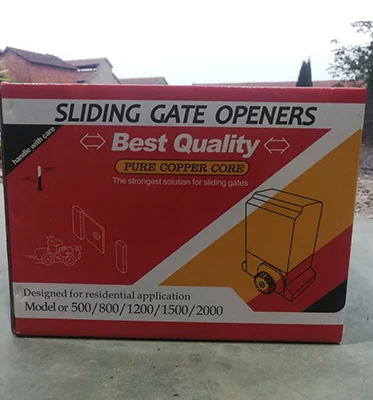 SLIDING GATE OPENERS
handle with care
Best Quality
PURE COPPER CORE
The strongest solution for sliding gates
Designed for residential application
Model or 500/800/1200/1500/2000